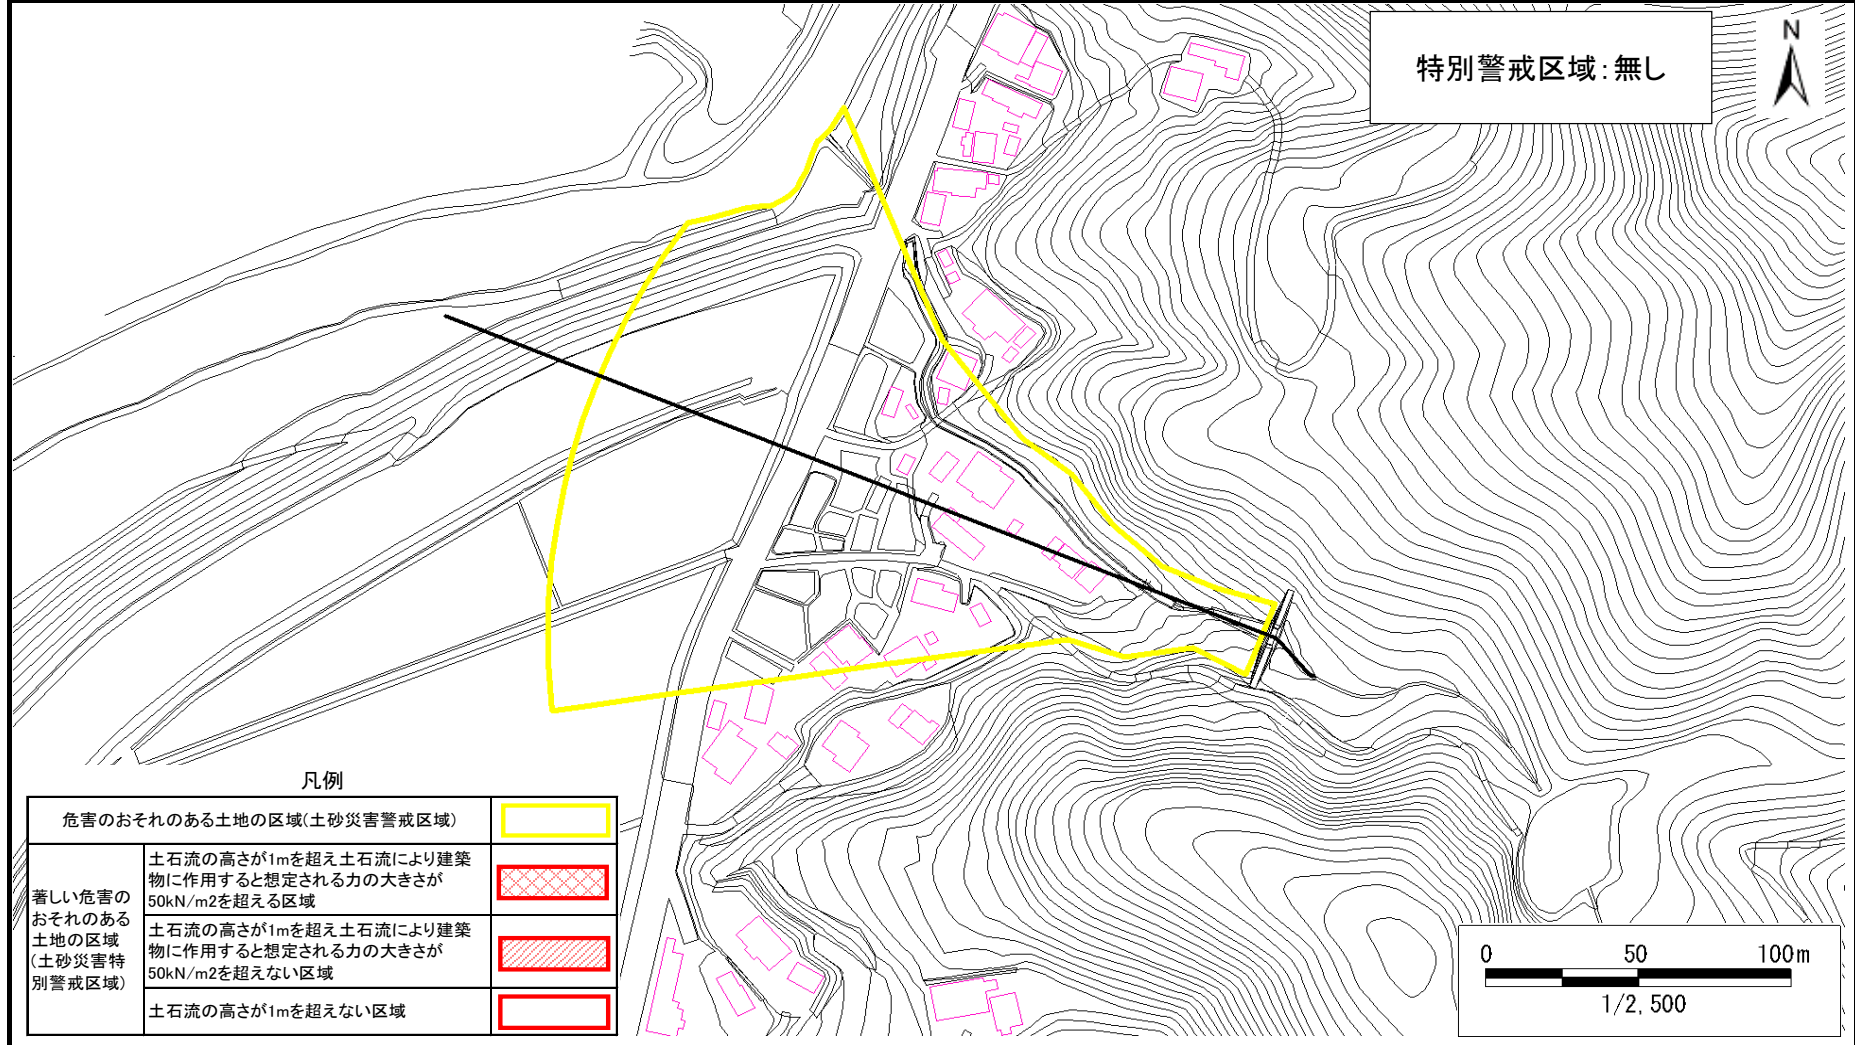 特別警戒区域：無し
N
凡例
危害のおそれのある土地の区域(土砂災害警戒区域)
著しい危害の
おそれのある
土地の区域
(土砂災害特
別警戒区域)
土石流の高さが1mを超え土石流により建築
物に作用すると想定される力の大きさが
50kN/m2を超える区域
土石流の高さが1mを超え土石流により建築
物に作用すると想定される力の大きさが
50kN/m2を超えない区域
土石流の高さが1mを超えない区域
0 50 100m
1/2,500